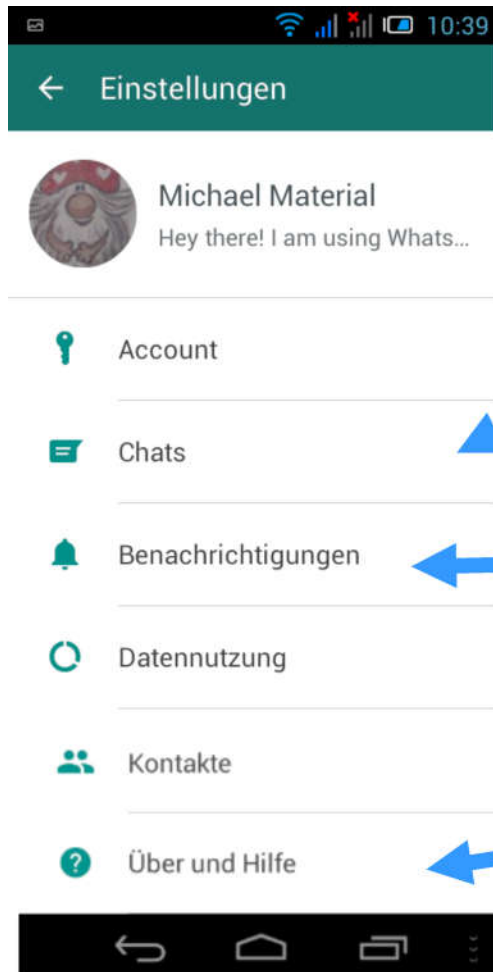 10:39
Einstellungen
Michael Material
Hey there! I am using Whats...
Account
Chats
Benachrichtigungen
Datennutzung
Kontakte
Über und Hilfe